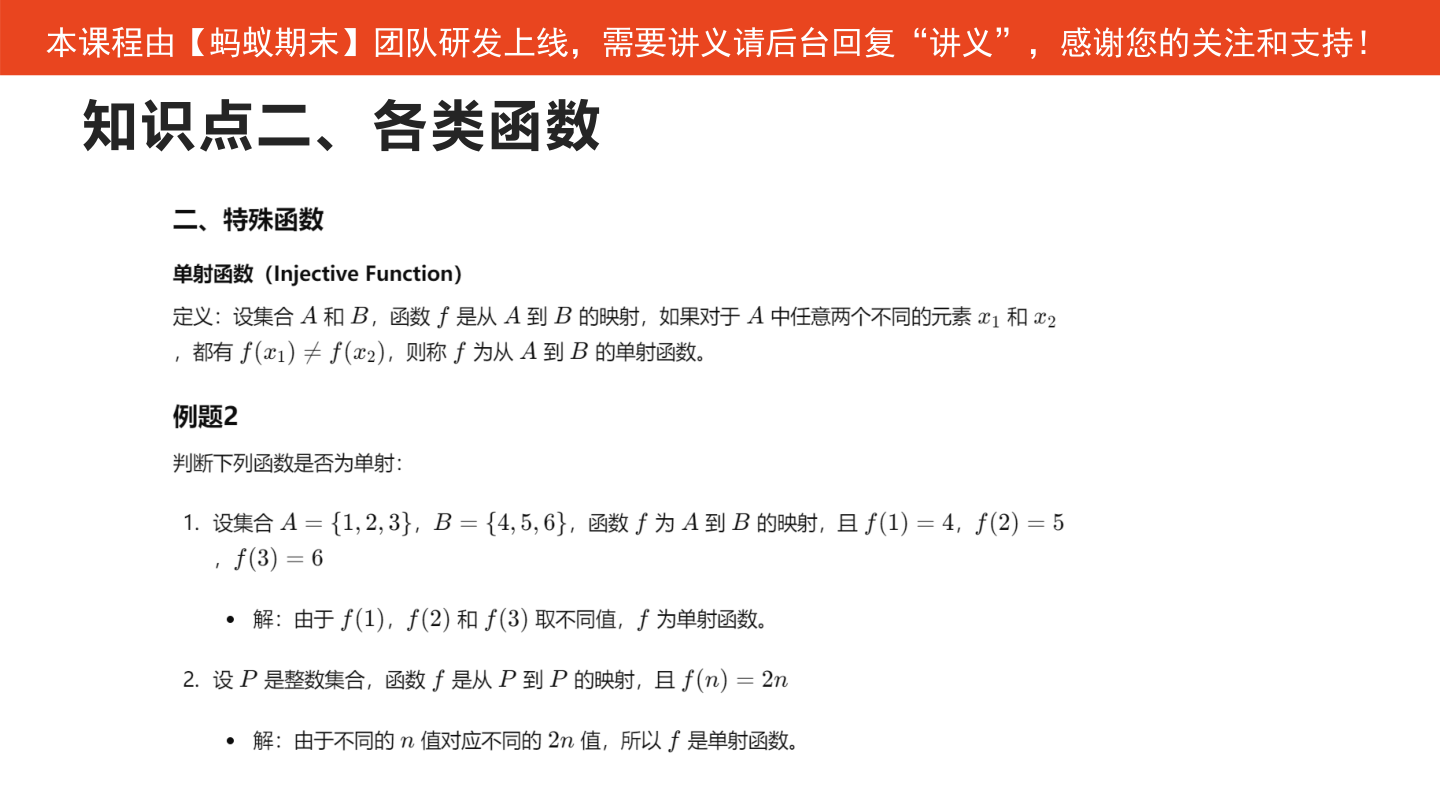 本课程由【蚂蚁期末】团队研发上线，需要讲义请后台回复“讲义”，感谢您的关注和支持！
知识点二、各类函数
二、特殊函数
单射函数（Injective Function）
定义：设集合 A 和 B，函数 f 是从 A 到 B 的映射，如果对于 A 中任意两个不同的元素 x₁ 和 x₂
，都有 f(x₁) ≠ f(x₂)，则称 f 为从 A 到 B 的单射函数。
例题2
判断下列函数是否为单射：
1. 设集合 A = {1, 2, 3}，B = {4, 5, 6}，函数 f 为 A 到 B 的映射，且 f(1) = 4，f(2) = 5
，f(3) = 6
• 解：由于 f(1)，f(2) 和 f(3) 取不同值，f 为单射函数。
2. 设 P 是整数集合，函数 f 是从 P 到 P 的映射，且 f(n) = 2n
• 解：由于不同的 n 值对应不同的 2n 值，所以 f 是单射函数。